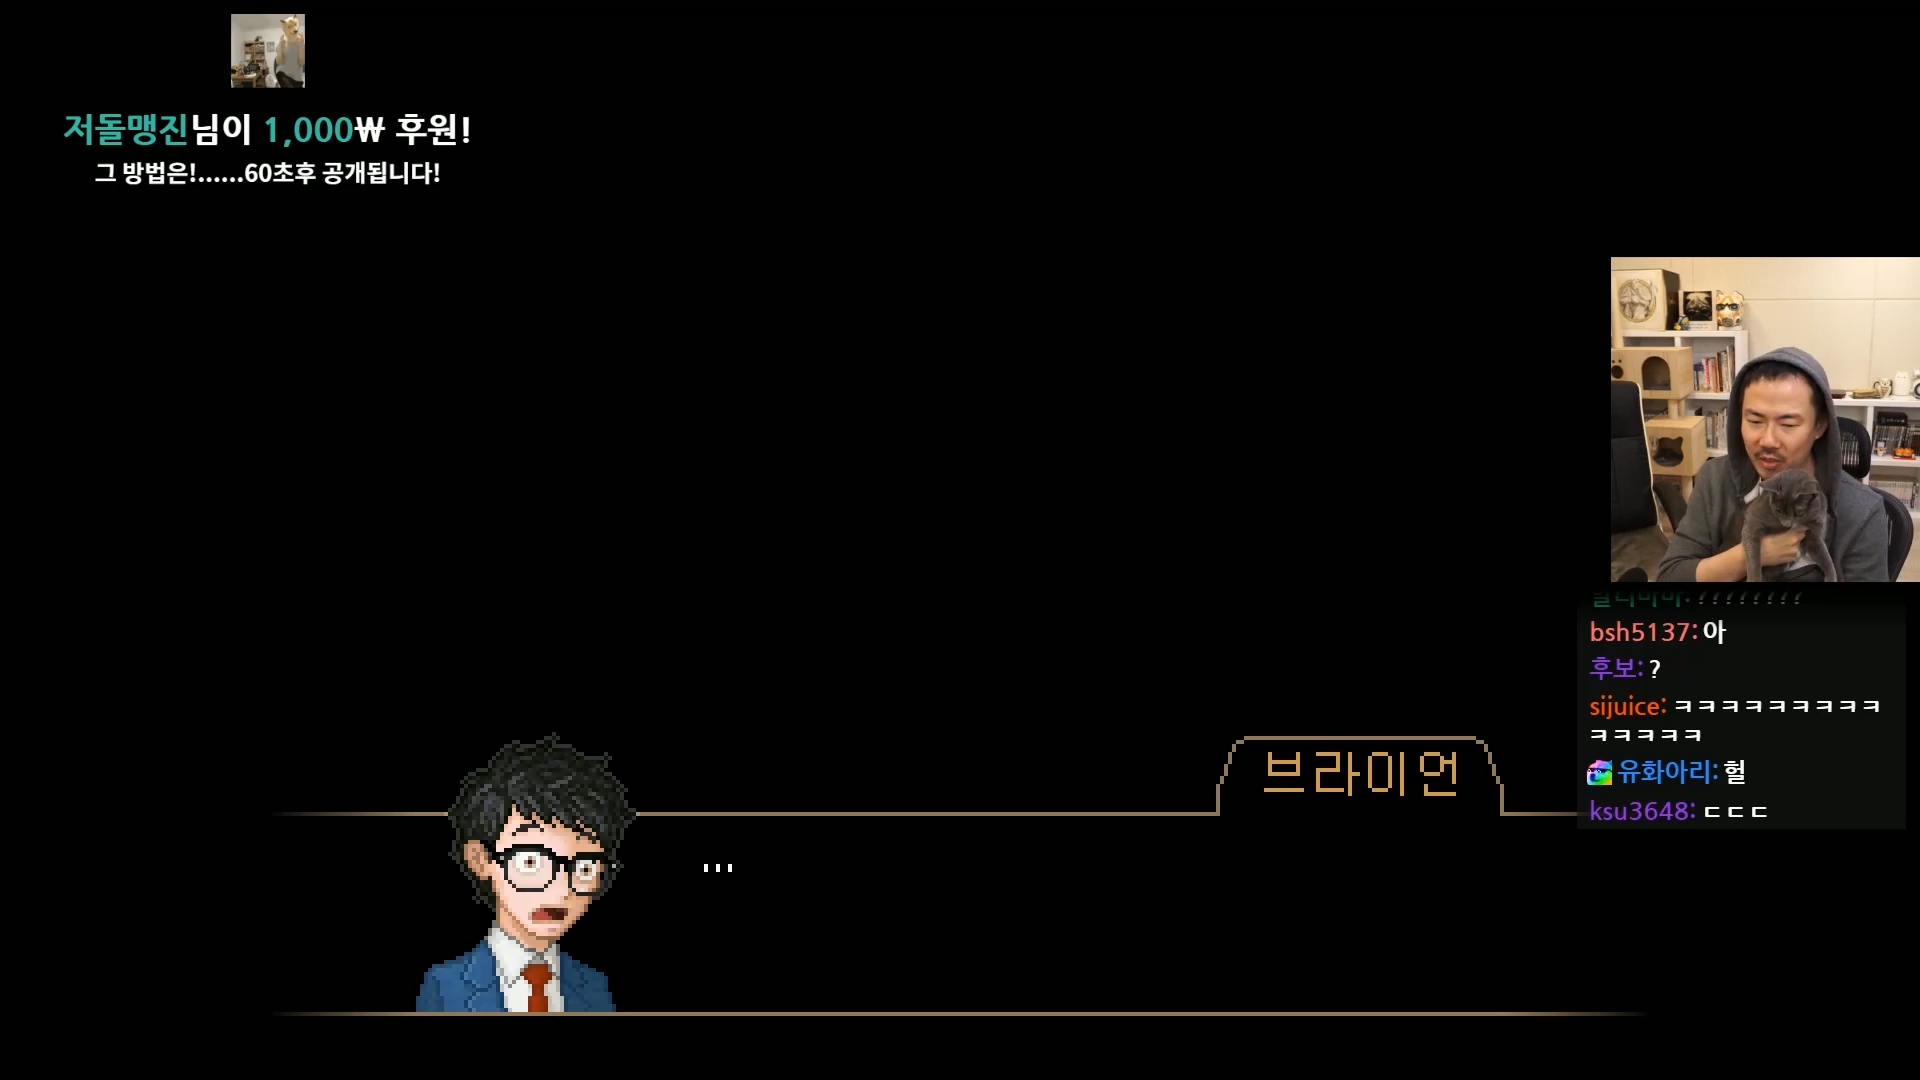 저돌맹진님이 1,000₩ 후원!
그 방법은!......60초후 공개됩니다!
????????
bsh5137: 아
후보: ?
sijuice: ㅋㅋㅋㅋㅋㅋㅋㅋㅋ
ㅋㅋㅋㅋㅋ
유화아리: 헐
ksu3648: ㄷㄷㄷ
브라이언
...